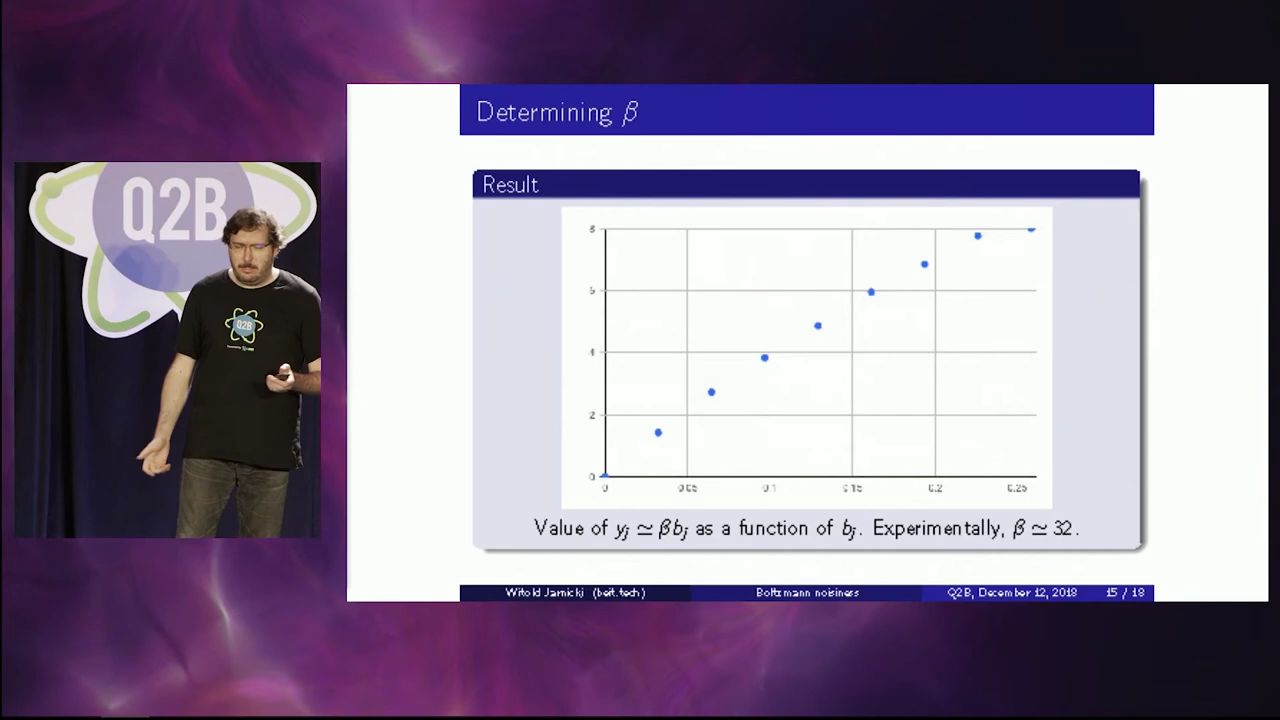 Determining β
Result
8
6
4
2
0
0 0.05 0.1 0.15 0.2 0.25
Value of yⱼ ≃ βbⱼ as a function of bⱼ. Experimentally, β ≃ 32.
Witold Jarnicki (beit.tech) Boltzmann noisiness Q2B, December 12, 2018 15 / 18
Q2B
Q2B